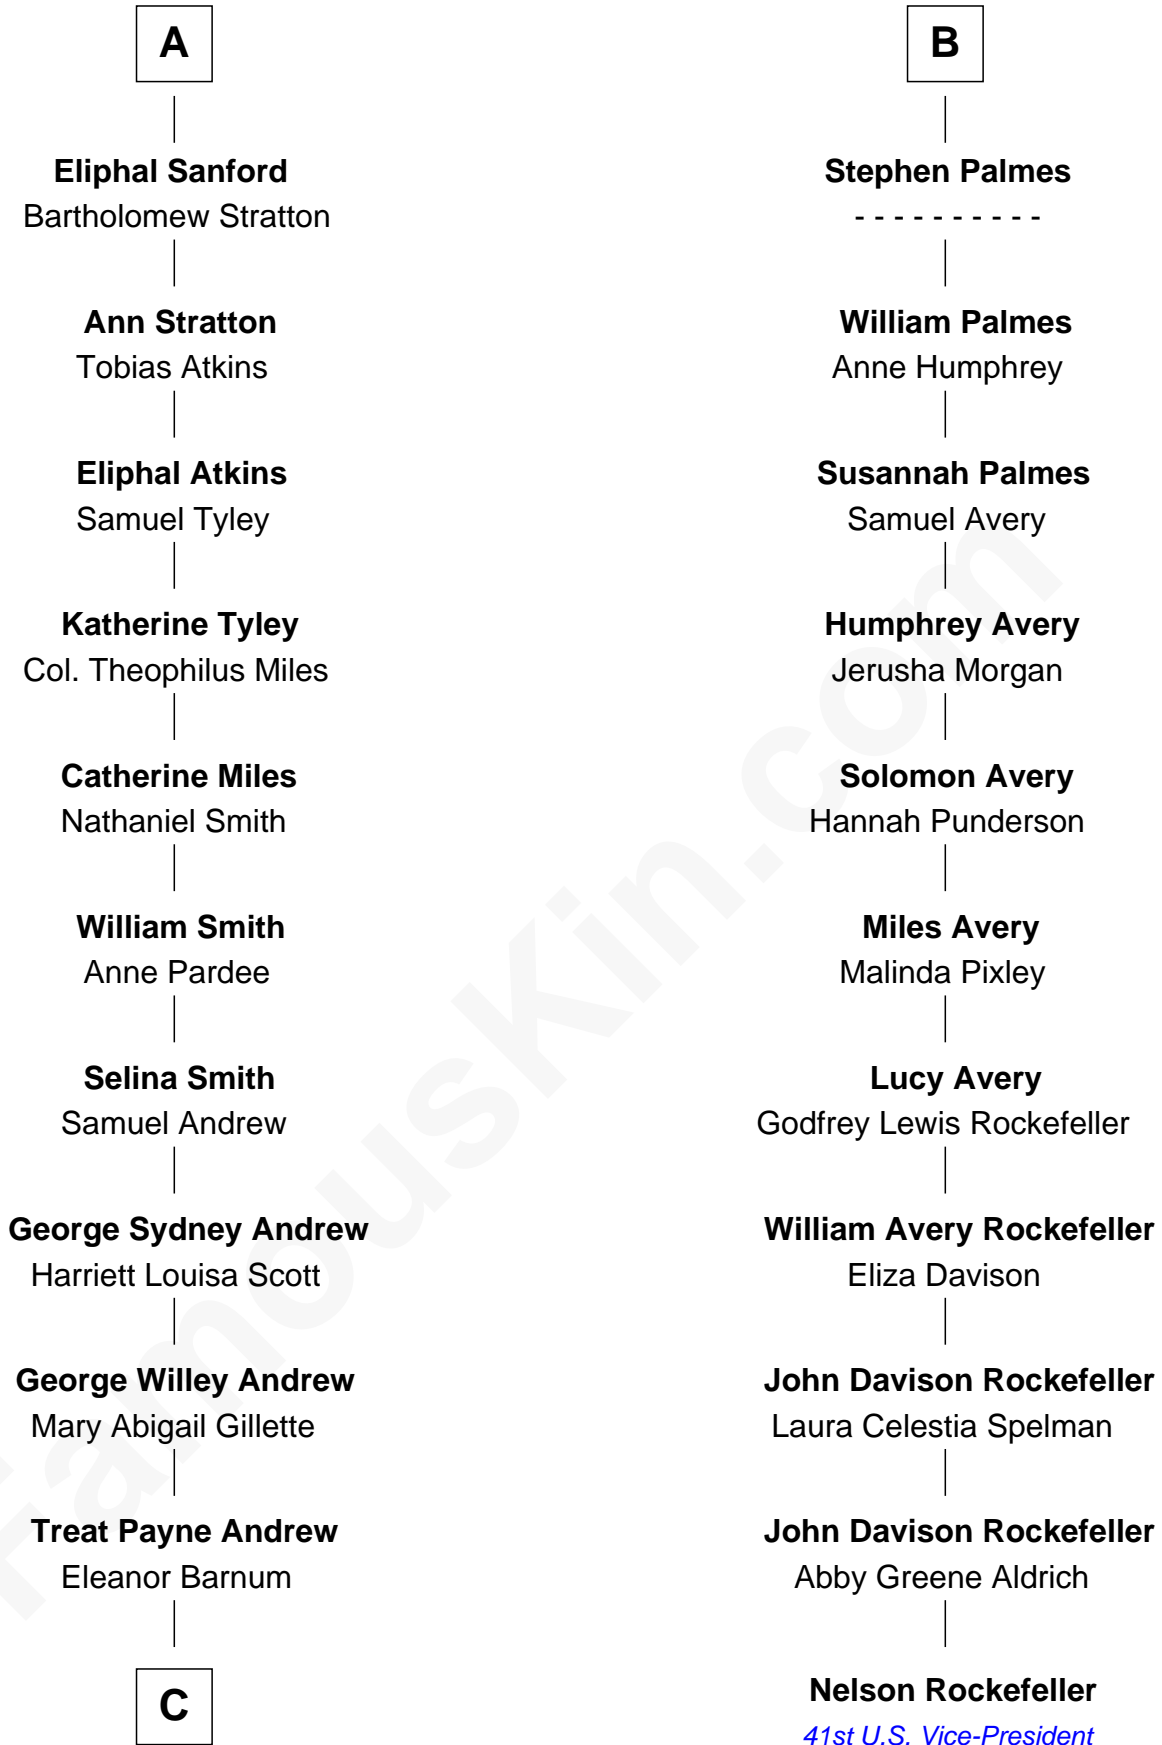 A
Eliphal Sanford
Bartholomew Stratton
Ann Stratton
Tobias Atkins
Eliphal Atkins
Samuel Tyley
Katherine Tyley
Col. Theophilus Miles
Catherine Miles
Nathaniel Smith
William Smith
Anne Pardee
Selina Smith
Samuel Andrew
George Sydney Andrew
Harriett Louisa Scott
George Willey Andrew
Mary Abigail Gillette
Treat Payne Andrew
Eleanor Barnum
C
B
Stephen Palmes
- - - - - - - - - -
William Palmes
Anne Humphrey
Susannah Palmes
Samuel Avery
Humphrey Avery
Jerusha Morgan
Solomon Avery
Hannah Punderson
Miles Avery
Malinda Pixley
Lucy Avery
Godfrey Lewis Rockefeller
William Avery Rockefeller
Eliza Davison
John Davison Rockefeller
Laura Celestia Spelman
John Davison Rockefeller
Abby Greene Aldrich
Nelson Rockefeller
41st U.S. Vice-President
FamousKin.com